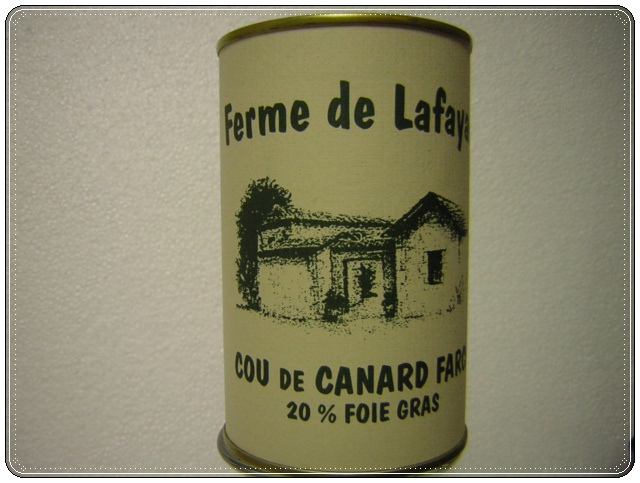 Ferme de Lafaya
COU DE CANARD FARC
20 % FOIE GRAS